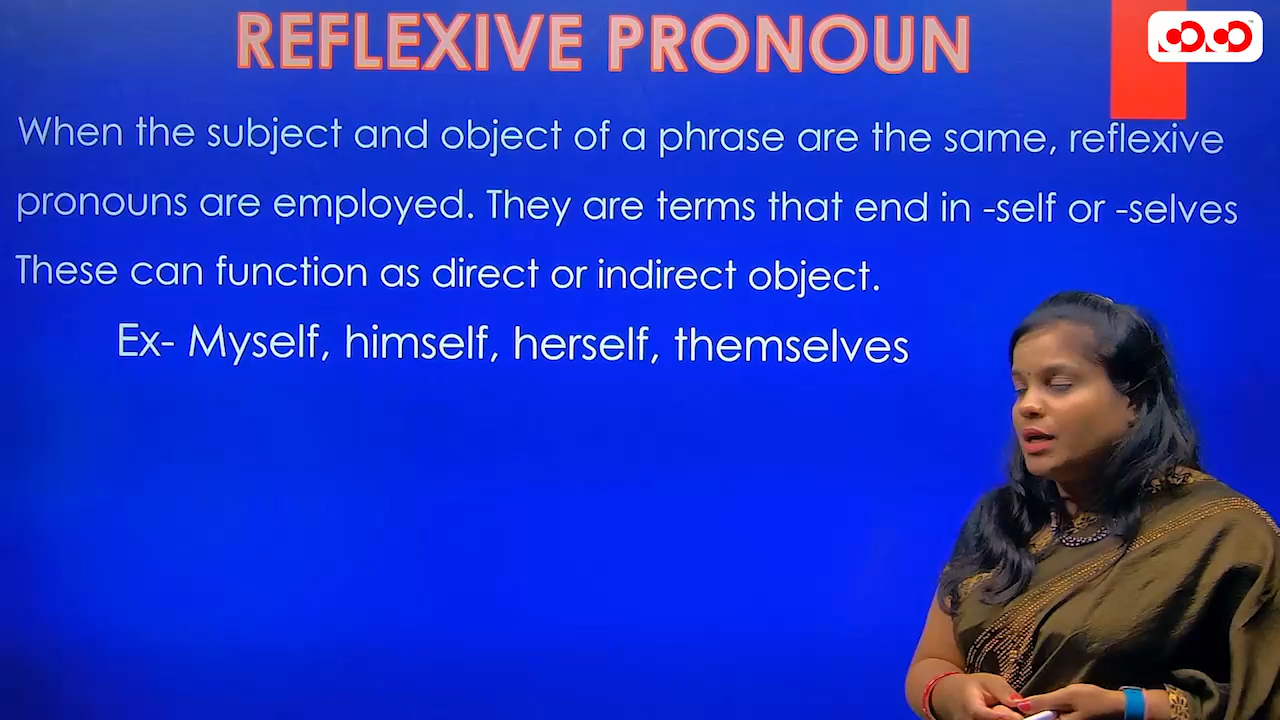 REFLEXIVE PRONOUN
When the subject and object of a phrase are the same, reflexive
pronouns are employed. They are terms that end in -self or -selves
These can function as direct or indirect object.
Ex- Myself, himself, herself, themselves